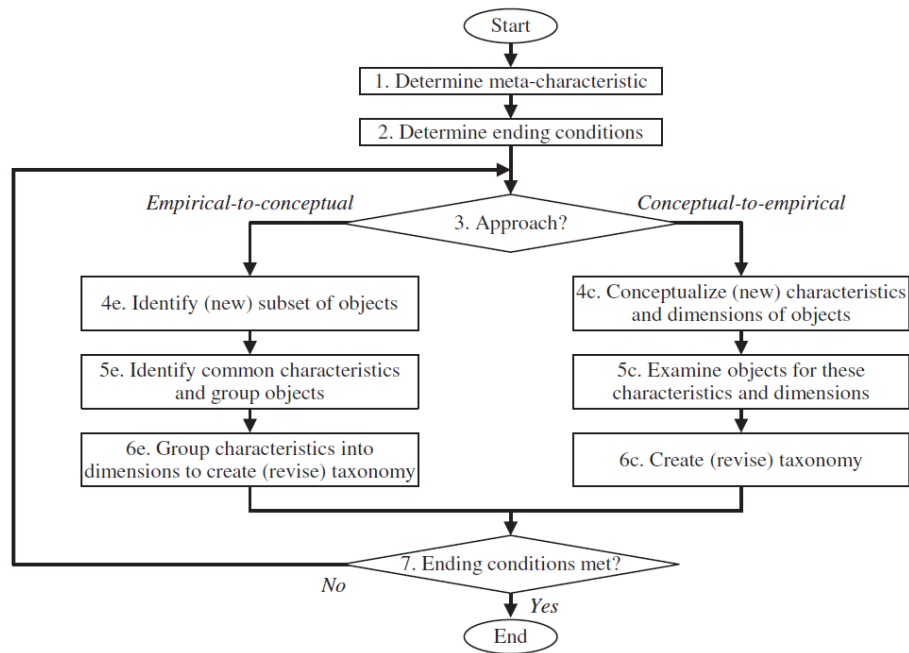 Start
1. Determine meta-characteristic
2. Determine ending conditions
Empirical-to-conceptual
Conceptual-to-empirical
3. Approach?
4e. Identify (new) subset of objects
4c. Conceptualize (new) characteristics
and dimensions of objects
5e. Identify common characteristics
and group objects
5c. Examine objects for these
characteristics and dimensions
6e. Group characteristics into
dimensions to create (revise) taxonomy
6c. Create (revise) taxonomy
7. Ending conditions met?
No
Yes
End